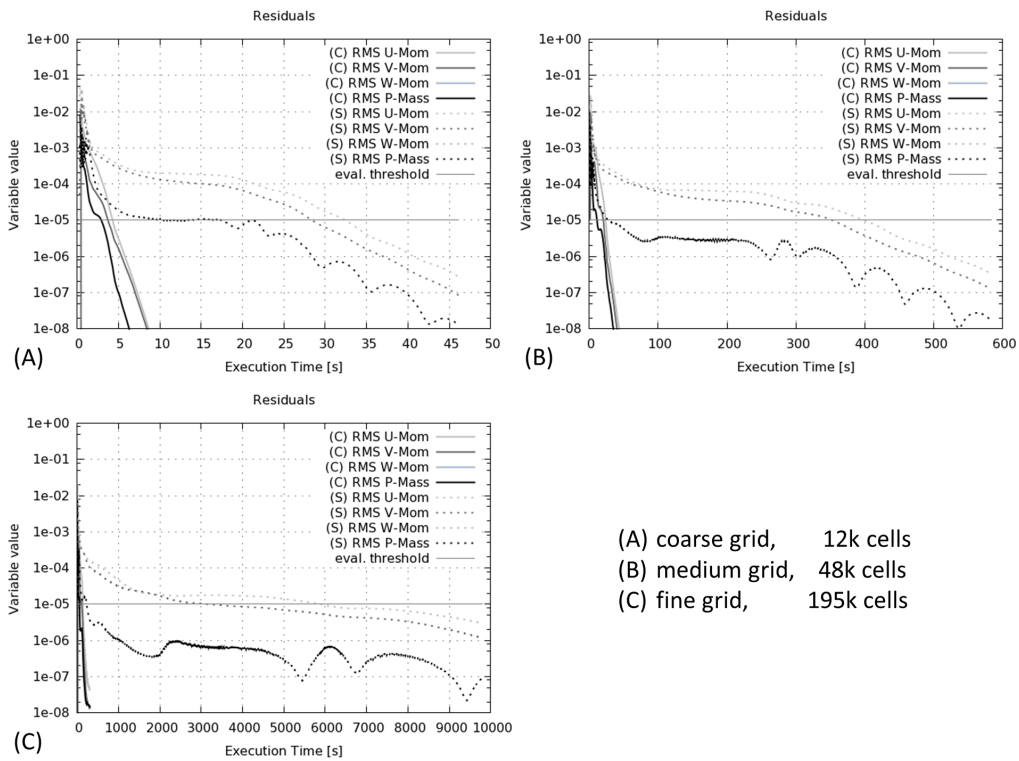 Residuals
1e+00
1e-01
1e-02
1e-03
1e-04
1e-05
1e-06
1e-07
1e-08
Variable value
(C) RMS U-Mom
(C) RMS V-Mom
(C) RMS W-Mom
(C) RMS P-Mass
(S) RMS U-Mom
(S) RMS V-Mom
(S) RMS W-Mom
(S) RMS P-Mass
eval. threshold
0 5 10 15 20 25 30 35 40 45 50
Execution Time [s]
(A)
Residuals
1e+00
1e-01
1e-02
1e-03
1e-04
1e-05
1e-06
1e-07
1e-08
Variable value
(C) RMS U-Mom
(C) RMS V-Mom
(C) RMS W-Mom
(C) RMS P-Mass
(S) RMS U-Mom
(S) RMS V-Mom
(S) RMS W-Mom
(S) RMS P-Mass
eval. threshold
0 100 200 300 400 500 600
Execution Time [s]
(B)
Residuals
1e+00
1e-01
1e-02
1e-03
1e-04
1e-05
1e-06
1e-07
1e-08
Variable value
(C) RMS U-Mom
(C) RMS V-Mom
(C) RMS W-Mom
(C) RMS P-Mass
(S) RMS U-Mom
(S) RMS V-Mom
(S) RMS W-Mom
(S) RMS P-Mass
eval. threshold
0 1000 2000 3000 4000 5000 6000 7000 8000 9000 10000
Execution Time [s]
(C)
(A) coarse grid, 12k cells
(B) medium grid, 48k cells
(C) fine grid, 195k cells